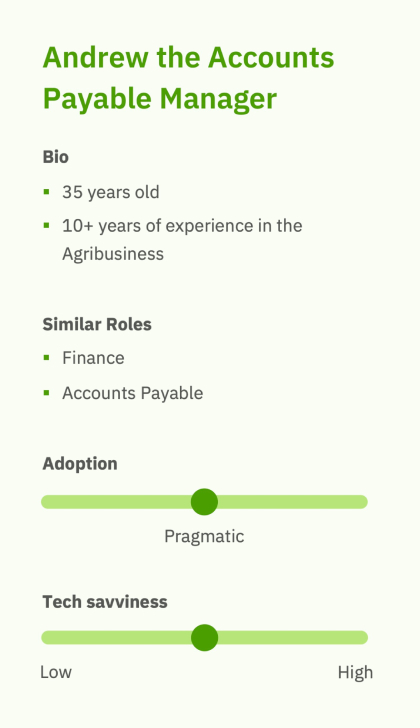 Andrew the Accounts
Payable Manager
Bio
35 years old
10+ years of experience in the
Agribusiness
Similar Roles
Finance
Accounts Payable
Adoption
Pragmatic
Tech savviness
Low High